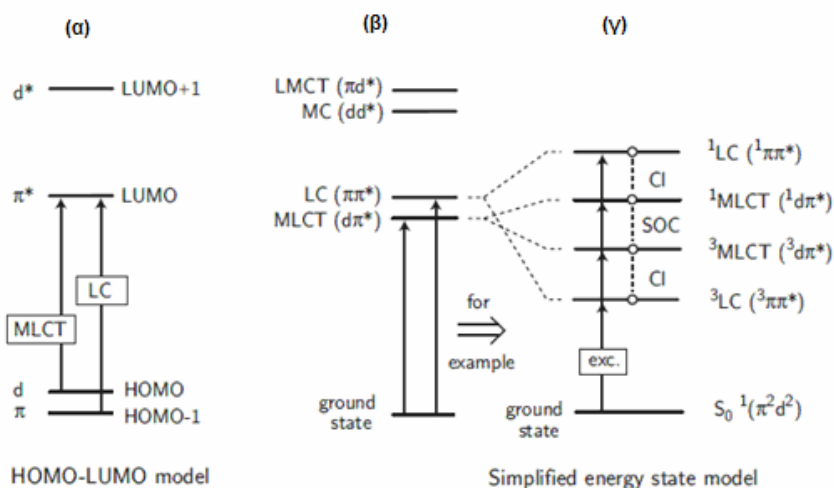 (α)
(β)
(γ)
d* LUMO+1
π* LUMO
LC
MLCT
d HOMO
π HOMO-1
HOMO-LUMO model
LMCT (πd*)
MC (dd*)
LC (ππ*)
MLCT (dπ*)
for
example
ground
state
¹LC (¹ππ*)
CI
¹MLCT (¹dπ*)
SOC
³MLCT (³dπ*)
CI
³LC (³ππ*)
exc.
ground
state
S₀ ¹(π²d²)
Simplified energy state model